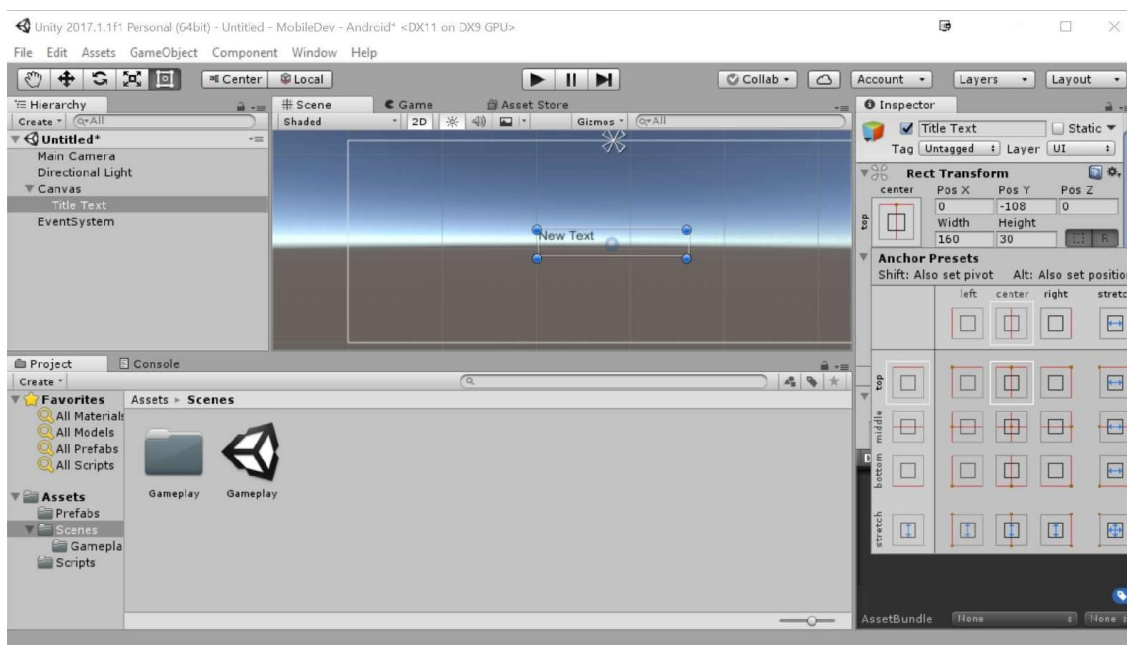 Unity 2017.1.1f1 Personal (64bit) - Untitled - MobileDev - Android* <DX11 on DX9 GPU>
File Edit Assets GameObject Component Window Help
Center Local Collab Account Layers Layout
Hierarchy
Create All
Untitled*
Main Camera
Directional Light
Canvas
Title Text
EventSystem
Scene Game Asset Store
Shaded 2D Gizmos All
New Text
Inspector
Title Text Static
Tag Untagged Layer UI
Rect Transform
center Pos X Pos Y Pos Z
top 0 -108 0
Width Height
160 30 R
Anchor Presets
Shift: Also set pivot Alt: Also set positio
left center right stretc
top
middle
bottom
stretch
AssetBundle None None
Project Console
Create
Favorites
All Materials
All Models
All Prefabs
All Scripts
Assets
Prefabs
Scenes
Gamepla
Scripts
Assets Scenes
Gameplay Gameplay